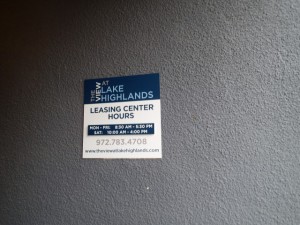 THE VIEW AT
LAKE
HIGHLANDS
LEASING CENTER
HOURS
MON - FRI: 8:30 AM - 5:30 PM
SAT: 10:00 AM - 4:00 PM
972.783.4708
www.theviewatlakehighlands.com